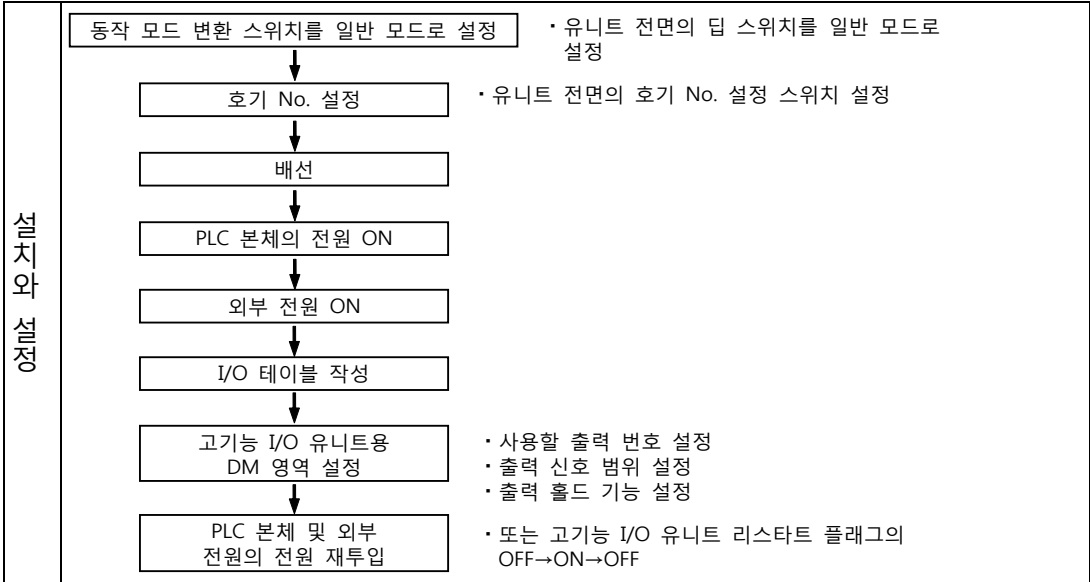 설치와 설정
동작 모드 변환 스위치를 일반 모드로 설정
・유니트 전면의 딥 스위치를 일반 모드로
설정
호기 No. 설정
・유니트 전면의 호기 No. 설정 스위치 설정
배선
PLC 본체의 전원 ON
외부 전원 ON
I/O 테이블 작성
고기능 I/O 유니트용
DM 영역 설정
・사용할 출력 번호 설정
・출력 신호 범위 설정
・출력 홀드 기능 설정
PLC 본체 및 외부
전원의 전원 재투입
・또는 고기능 I/O 유니트 리스타트 플래그의
OFF→ON→OFF